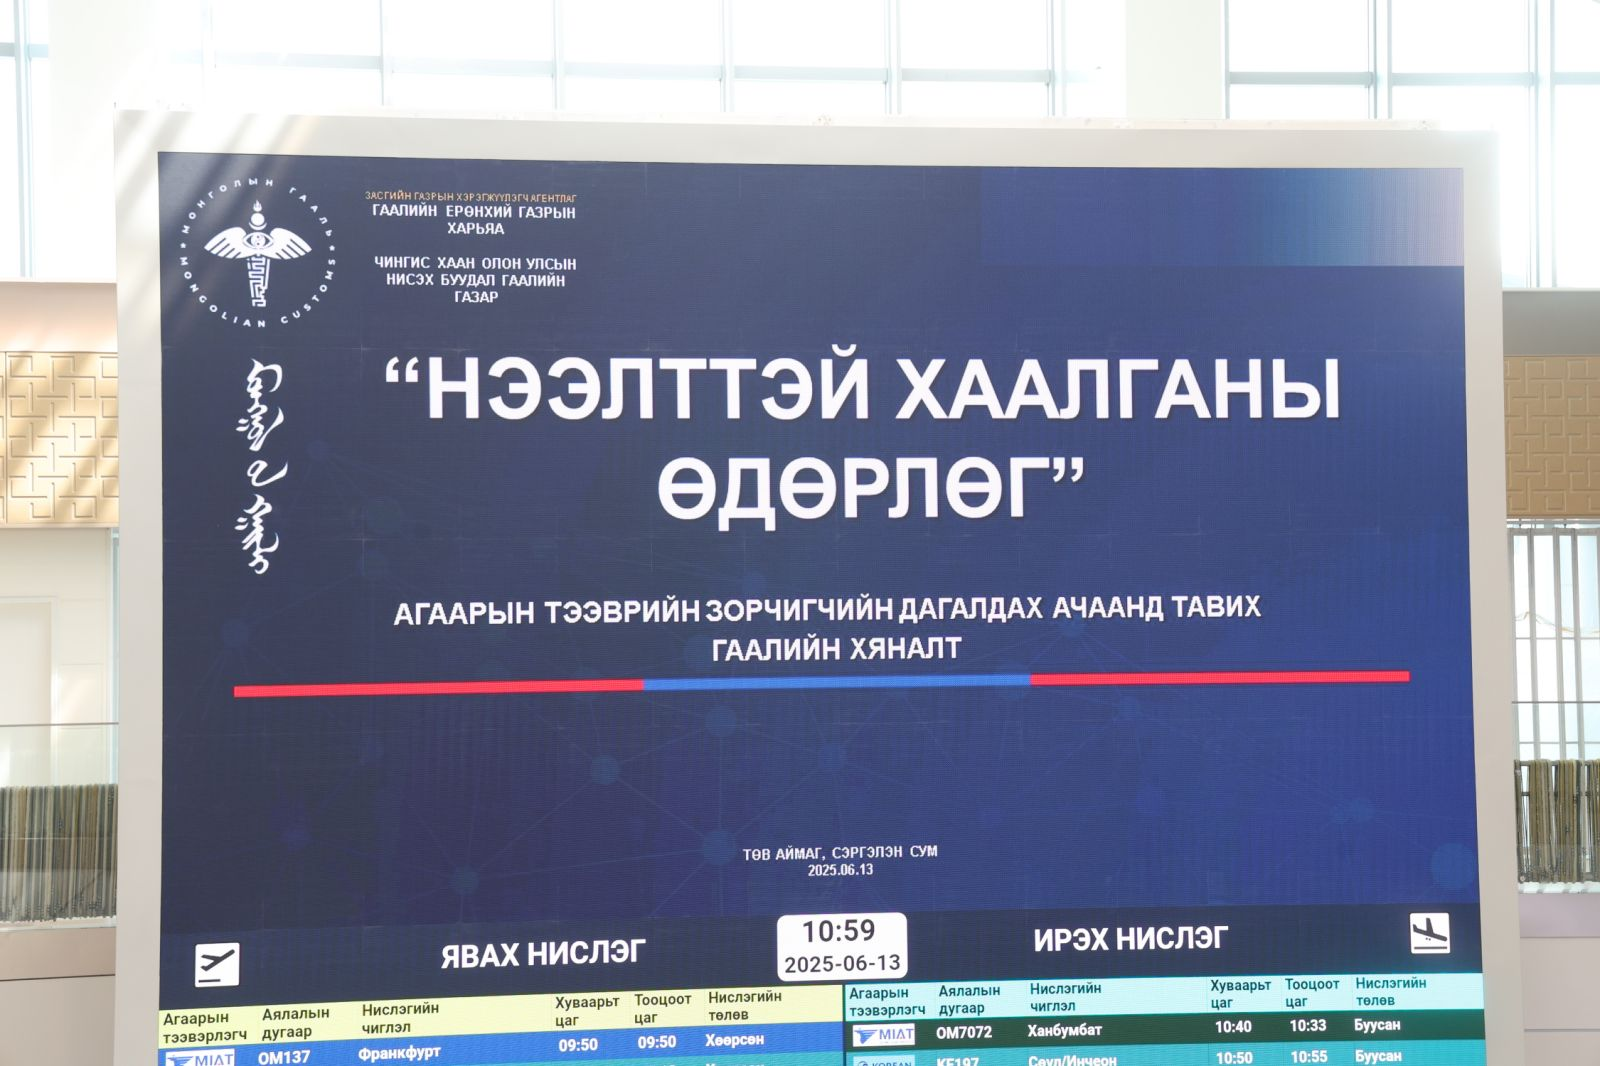 МОНГОЛЫН ГААЛЬ
MONGOLIAN CUSTOMS
ЗАСГИЙН ГАЗРЫН ХЭРЭГЖҮҮЛЭГЧ АГЕНТЛАГ
ГААЛИЙН ЕРӨНХИЙ ГАЗРЫН
ХАРЬЯА
ЧИНГИС ХААН ОЛОН УЛСЫН
НИСЭХ БУУДАЛ ГААЛИЙН
ГАЗАР
“НЭЭЛТТЭЙ ХААЛГАНЫ
ӨДӨРЛӨГ”
АГААРЫН ТЭЭВРИЙН ЗОРЧИГЧИЙН ДАГАЛДАХ АЧААНД ТАВИХ
ГААЛИЙН ХЯНАЛТ
ТӨВ АЙМАГ, СЭРГЭЛЭН СУМ
2025.06.13
ЯВАХ НИСЛЭГ
10:59
2025-06-13
ИРЭХ НИСЛЭГ
Агаарын тээвэрлэгч Аялалын дугаар Нислэгийн чиглэл Хуваарьт цаг Тооцоот цаг Нислэгийн төлөв
MIAT OM137 Франкфурт 09:50 09:50 Хөөрсөн
Агаарын тээвэрлэгч Аялалын дугаар Нислэгийн чиглэл Хуваарьт цаг Тооцоот цаг Нислэгийн төлөв
MIAT OM7072 Ханбумбат 10:40 10:33 Буусан
KOREAN KE197 Сөүл/Инчеон 10:50 10:55 Буусан